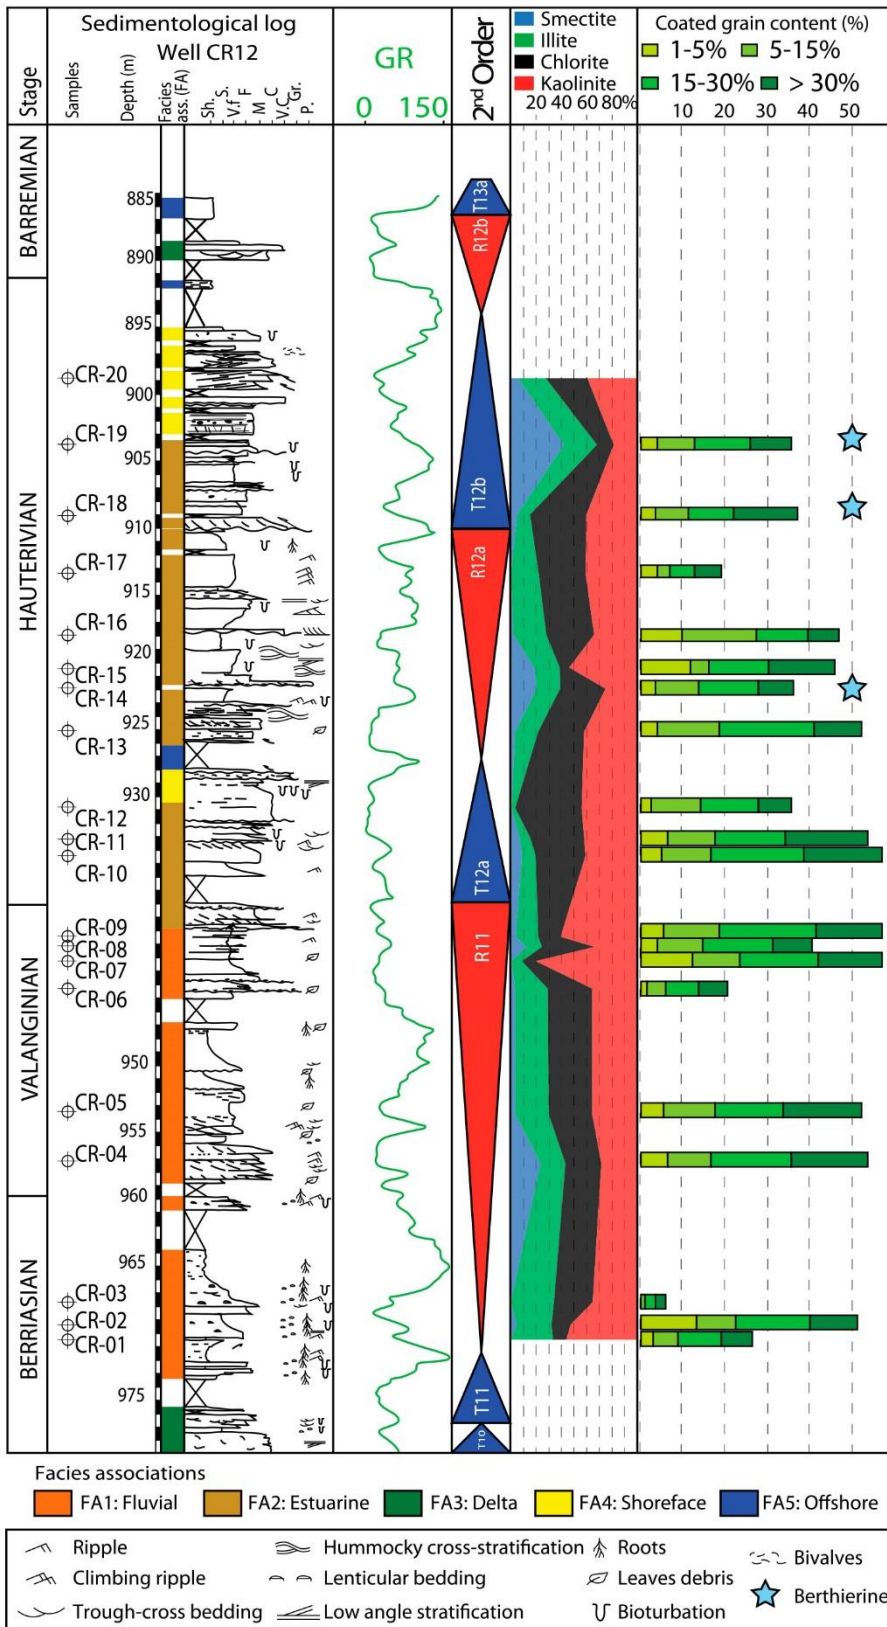 Sedimentological log
Well CR12
Stage
Samples
Depth (m)
Facies
ass. (FA)
Sh.
S.
V.f
F
M
C
V.C
Gr.
P.
GR
0 150
2nd Order
Smectite
Illite
Chlorite
Kaolinite
20 40 60 80%
Coated grain content (%)
1-5% 5-15%
15-30% > 30%
10 20 30 40 50
BARREMIAN
HAUTERIVIAN
VALANGINIAN
BERRIASIAN
885
890
895
CR-20
900
CR-19
905
CR-18
910
CR-17
915
CR-16
920
CR-15
CR-14
925
CR-13
930
CR-12
CR-11
CR-10
CR-09
CR-08
CR-07
CR-06
950
CR-05
955
CR-04
960
965
CR-03
CR-02
CR-01
975
T13a
R12b
T12b
R12a
T12a
R11
T11
T10
Facies associations
FA1: Fluvial FA2: Estuarine FA3: Delta FA4: Shoreface FA5: Offshore
Ripple Hummocky cross-stratification Roots Bivalves
Climbing ripple Lenticular bedding Leaves debris Berthierine
Trough-cross bedding Low angle stratification Bioturbation